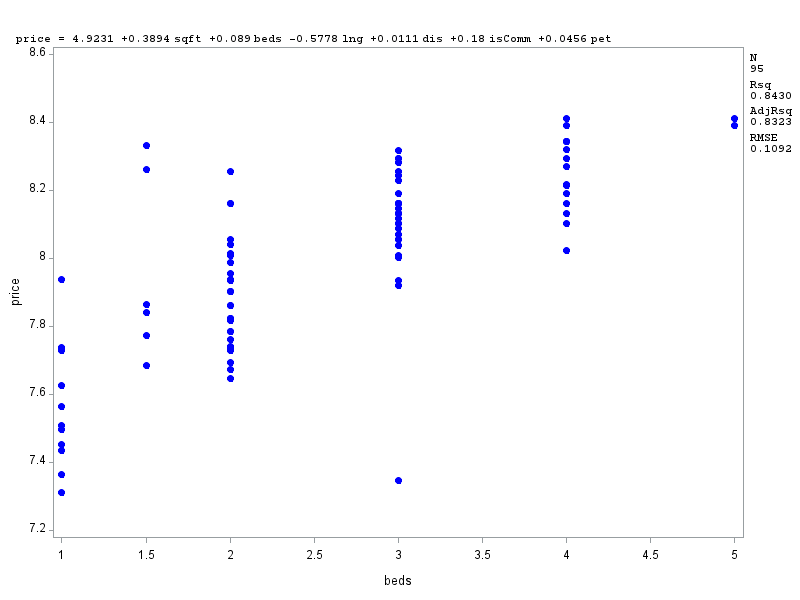 price = 4.9231 +0.3894 sqft +0.089 beds -0.5778 lng +0.0111 dis +0.18 isComm +0.0456 pet
N
95
Rsq
0.8430
AdjRsq
0.8323
RMSE
0.1092
8.6
8.4
8.2
8
7.8
7.6
7.4
7.2
price
1 1.5 2 2.5 3 3.5 4 4.5 5
beds